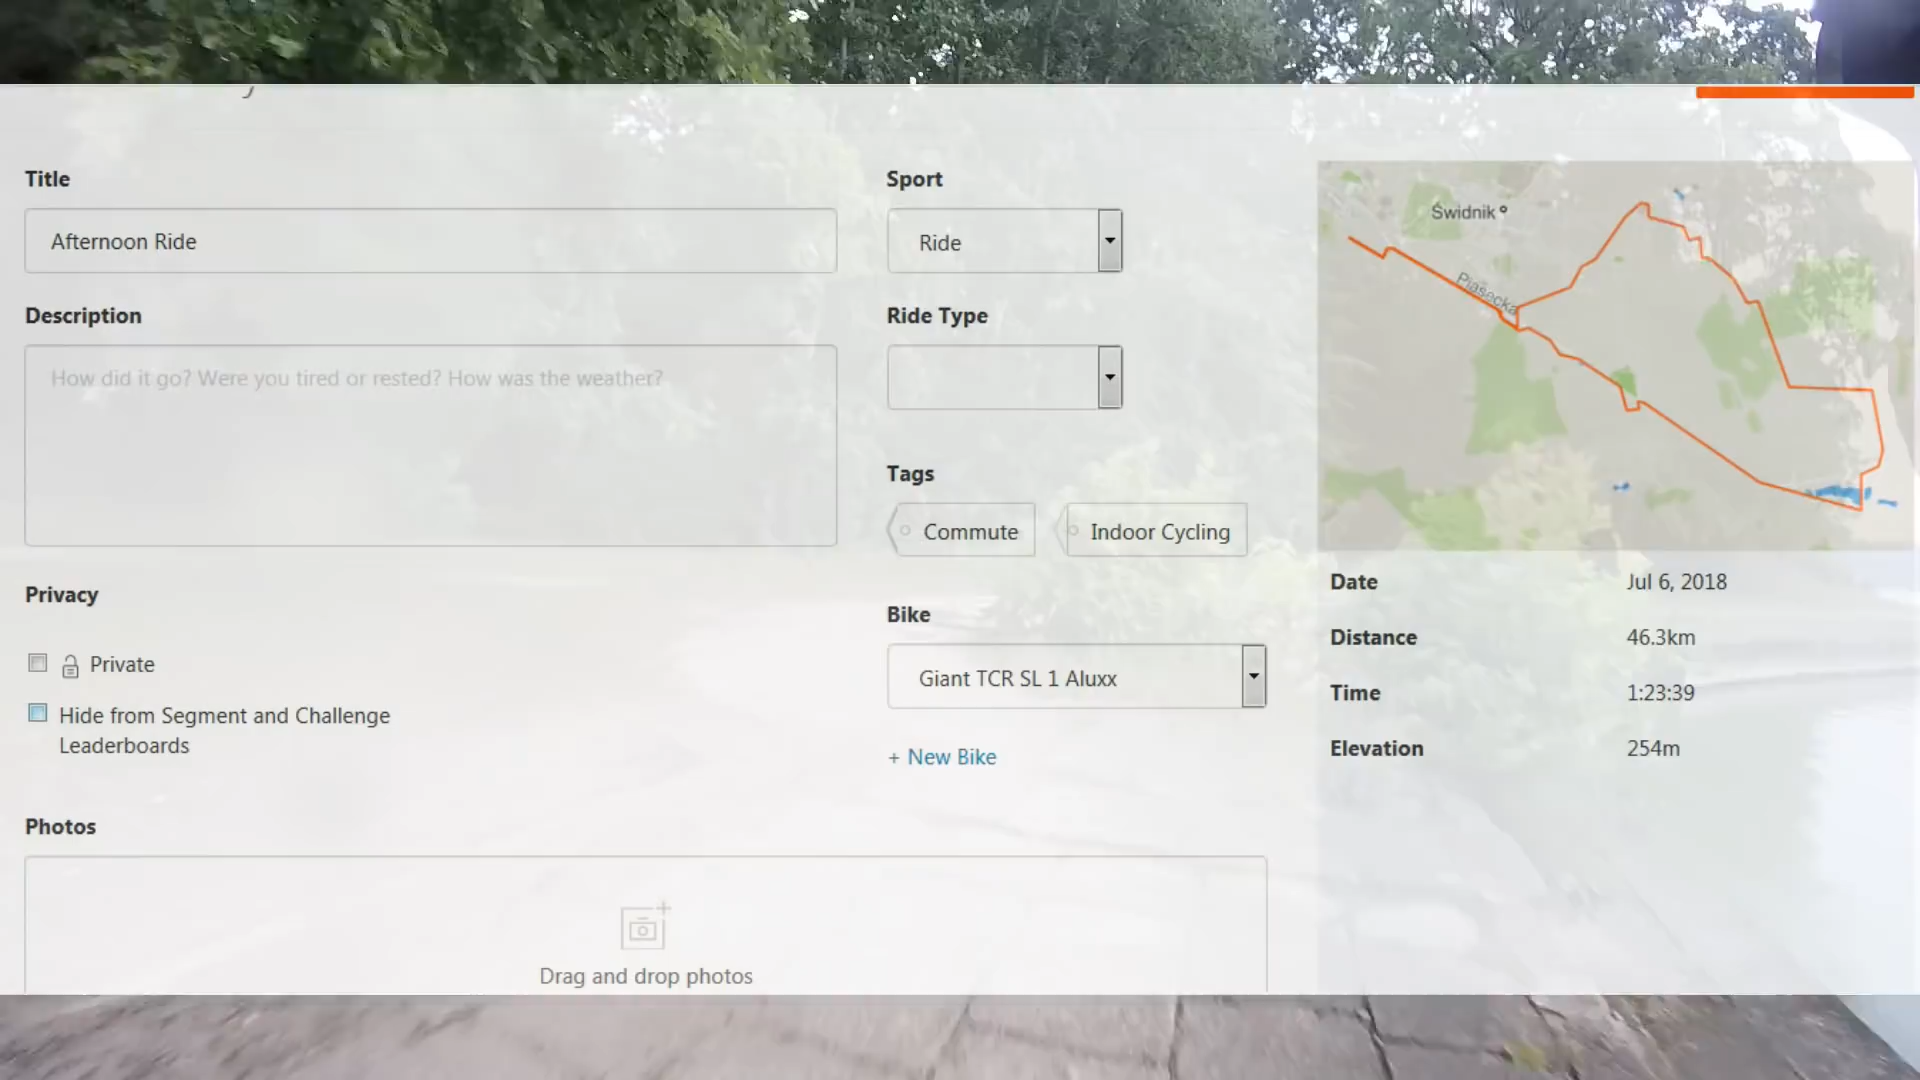 Title
Afternoon Ride
Description
How did it go? Were you tired or rested? How was the weather?
Privacy
Private
Hide from Segment and Challenge
Leaderboards
Photos
Drag and drop photos
Sport
Ride
Ride Type
Tags
Commute
Indoor Cycling
Bike
Giant TCR SL 1 Aluxx
+ New Bike
Świdnik
Piasecka
Date Jul 6, 2018
Distance 46.3km
Time 1:23:39
Elevation 254m